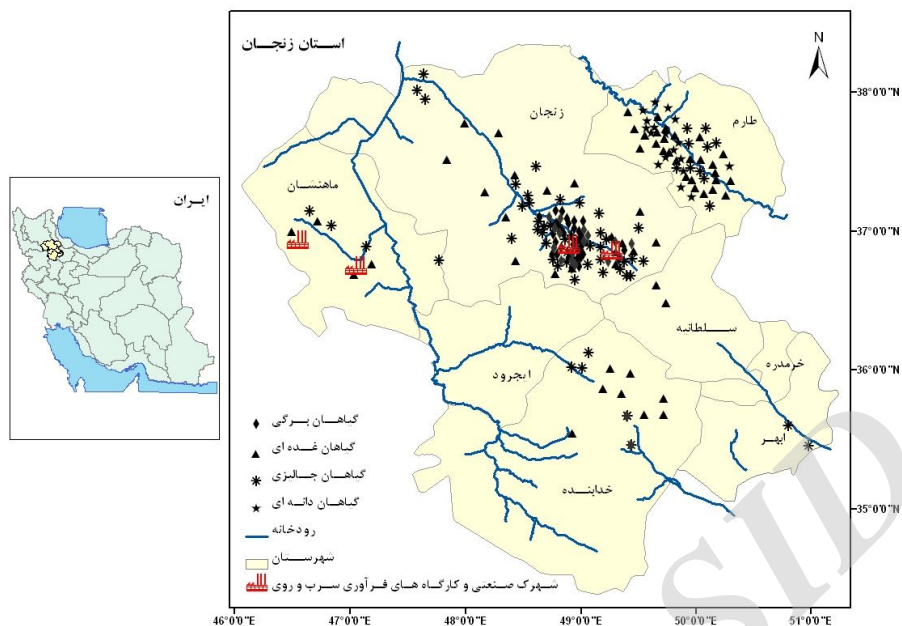 استان زنجان
N
ایران
زنجان
طارم
ماهنشان
سلطانیه
خرمدره
ایجرود
ابهر
خدابنده
گیاهان برگی
گیاهان غده ای
گیاهان جالیزی
گیاهان دانه ای
رودخانه
شهرستان
شهرک صنعتی و کارگاه های فرآوری سرب و روی
38°0'0"N
37°0'0"N
36°0'0"N
35°0'0"N
46°0'0"E
47°0'0"E
48°0'0"E
49°0'0"E
50°0'0"E
51°0'0"E
SID